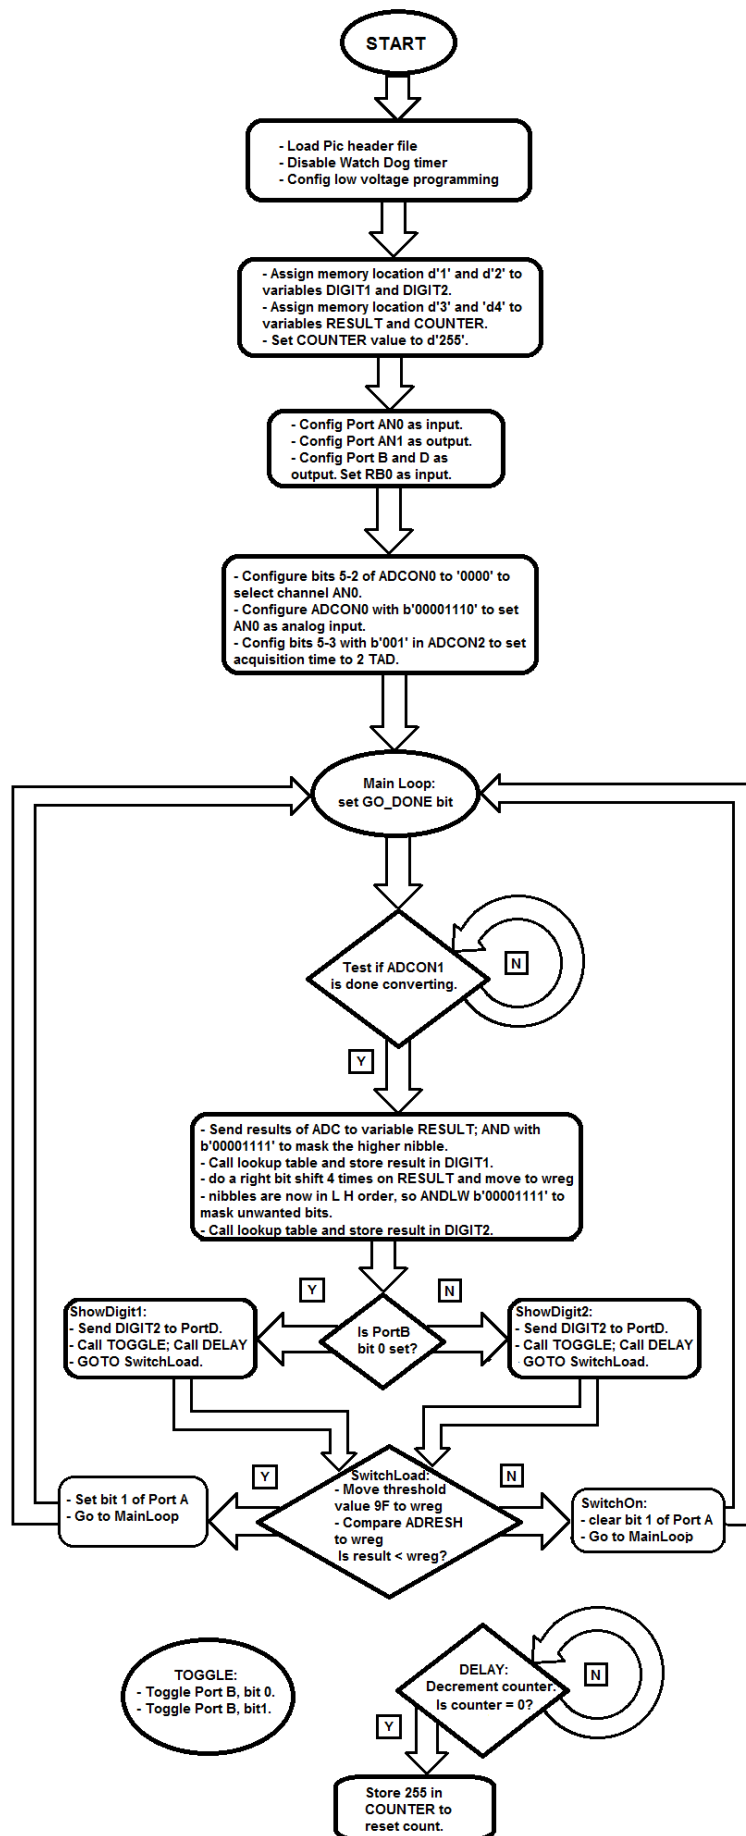 START
- Load Pic header file
- Disable Watch Dog timer
- Config low voltage programming
- Assign memory location d'1' and d'2' to
variables DIGIT1 and DIGIT2.
- Assign memory location d'3' and 'd4' to
variables RESULT and COUNTER.
- Set COUNTER value to d'255'.
- Config Port AN0 as input.
- Config Port AN1 as output.
- Config Port B and D as
output. Set RB0 as input.
- Configure bits 5-2 of ADCON0 to '0000' to
select channel AN0.
- Configure ADCON0 with b'00001110' to set
AN0 as analog input.
- Config bits 5-3 with b'001' in ADCON2 to set
acquisition time to 2 TAD.
Main Loop:
set GO_DONE bit
Test if ADCON1
is done converting.
N
Y
- Send results of ADC to variable RESULT; AND with
b'00001111' to mask the higher nibble.
- Call lookup table and store result in DIGIT1.
- do a right bit shift 4 times on RESULT and move to wreg
- nibbles are now in L H order, so ANDLW b'00001111' to
mask unwanted bits.
- Call lookup table and store result in DIGIT2.
Y
N
Is PortB
bit 0 set?
ShowDigit1:
- Send DIGIT2 to PortD.
- Call TOGGLE; Call DELAY
- GOTO SwitchLoad.
ShowDigit2:
- Send DIGIT2 to PortD.
- Call TOGGLE; Call DELAY
- GOTO SwitchLoad.
Y
N
SwitchLoad:
- Move threshold
value 9F to wreg
- Compare ADRESH
to wreg
Is result < wreg?
- Set bit 1 of Port A
- Go to MainLoop
SwitchOn:
- clear bit 1 of Port A
- Go to MainLoop
TOGGLE:
- Toggle Port B, bit 0.
- Toggle Port B, bit1.
DELAY:
Decrement counter.
Is counter = 0?
N
Y
Store 255 in
COUNTER to
reset count.